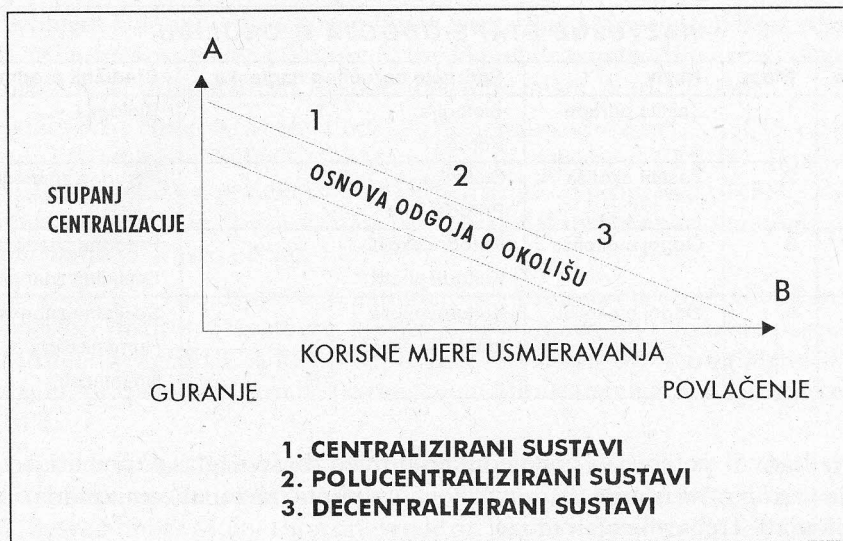 A
1
2
3
STUPANJ
CENTRALIZACIJE
OSNOVA ODGOJA O OKOLIŠU
B
KORISNE MJERE USMJERAVANJA
GURANJE
POVLAČENJE
1. CENTRALIZIRANI SUSTAVI
2. POLUCENTRALIZIRANI SUSTAVI
3. DECENTRALIZIRANI SUSTAVI